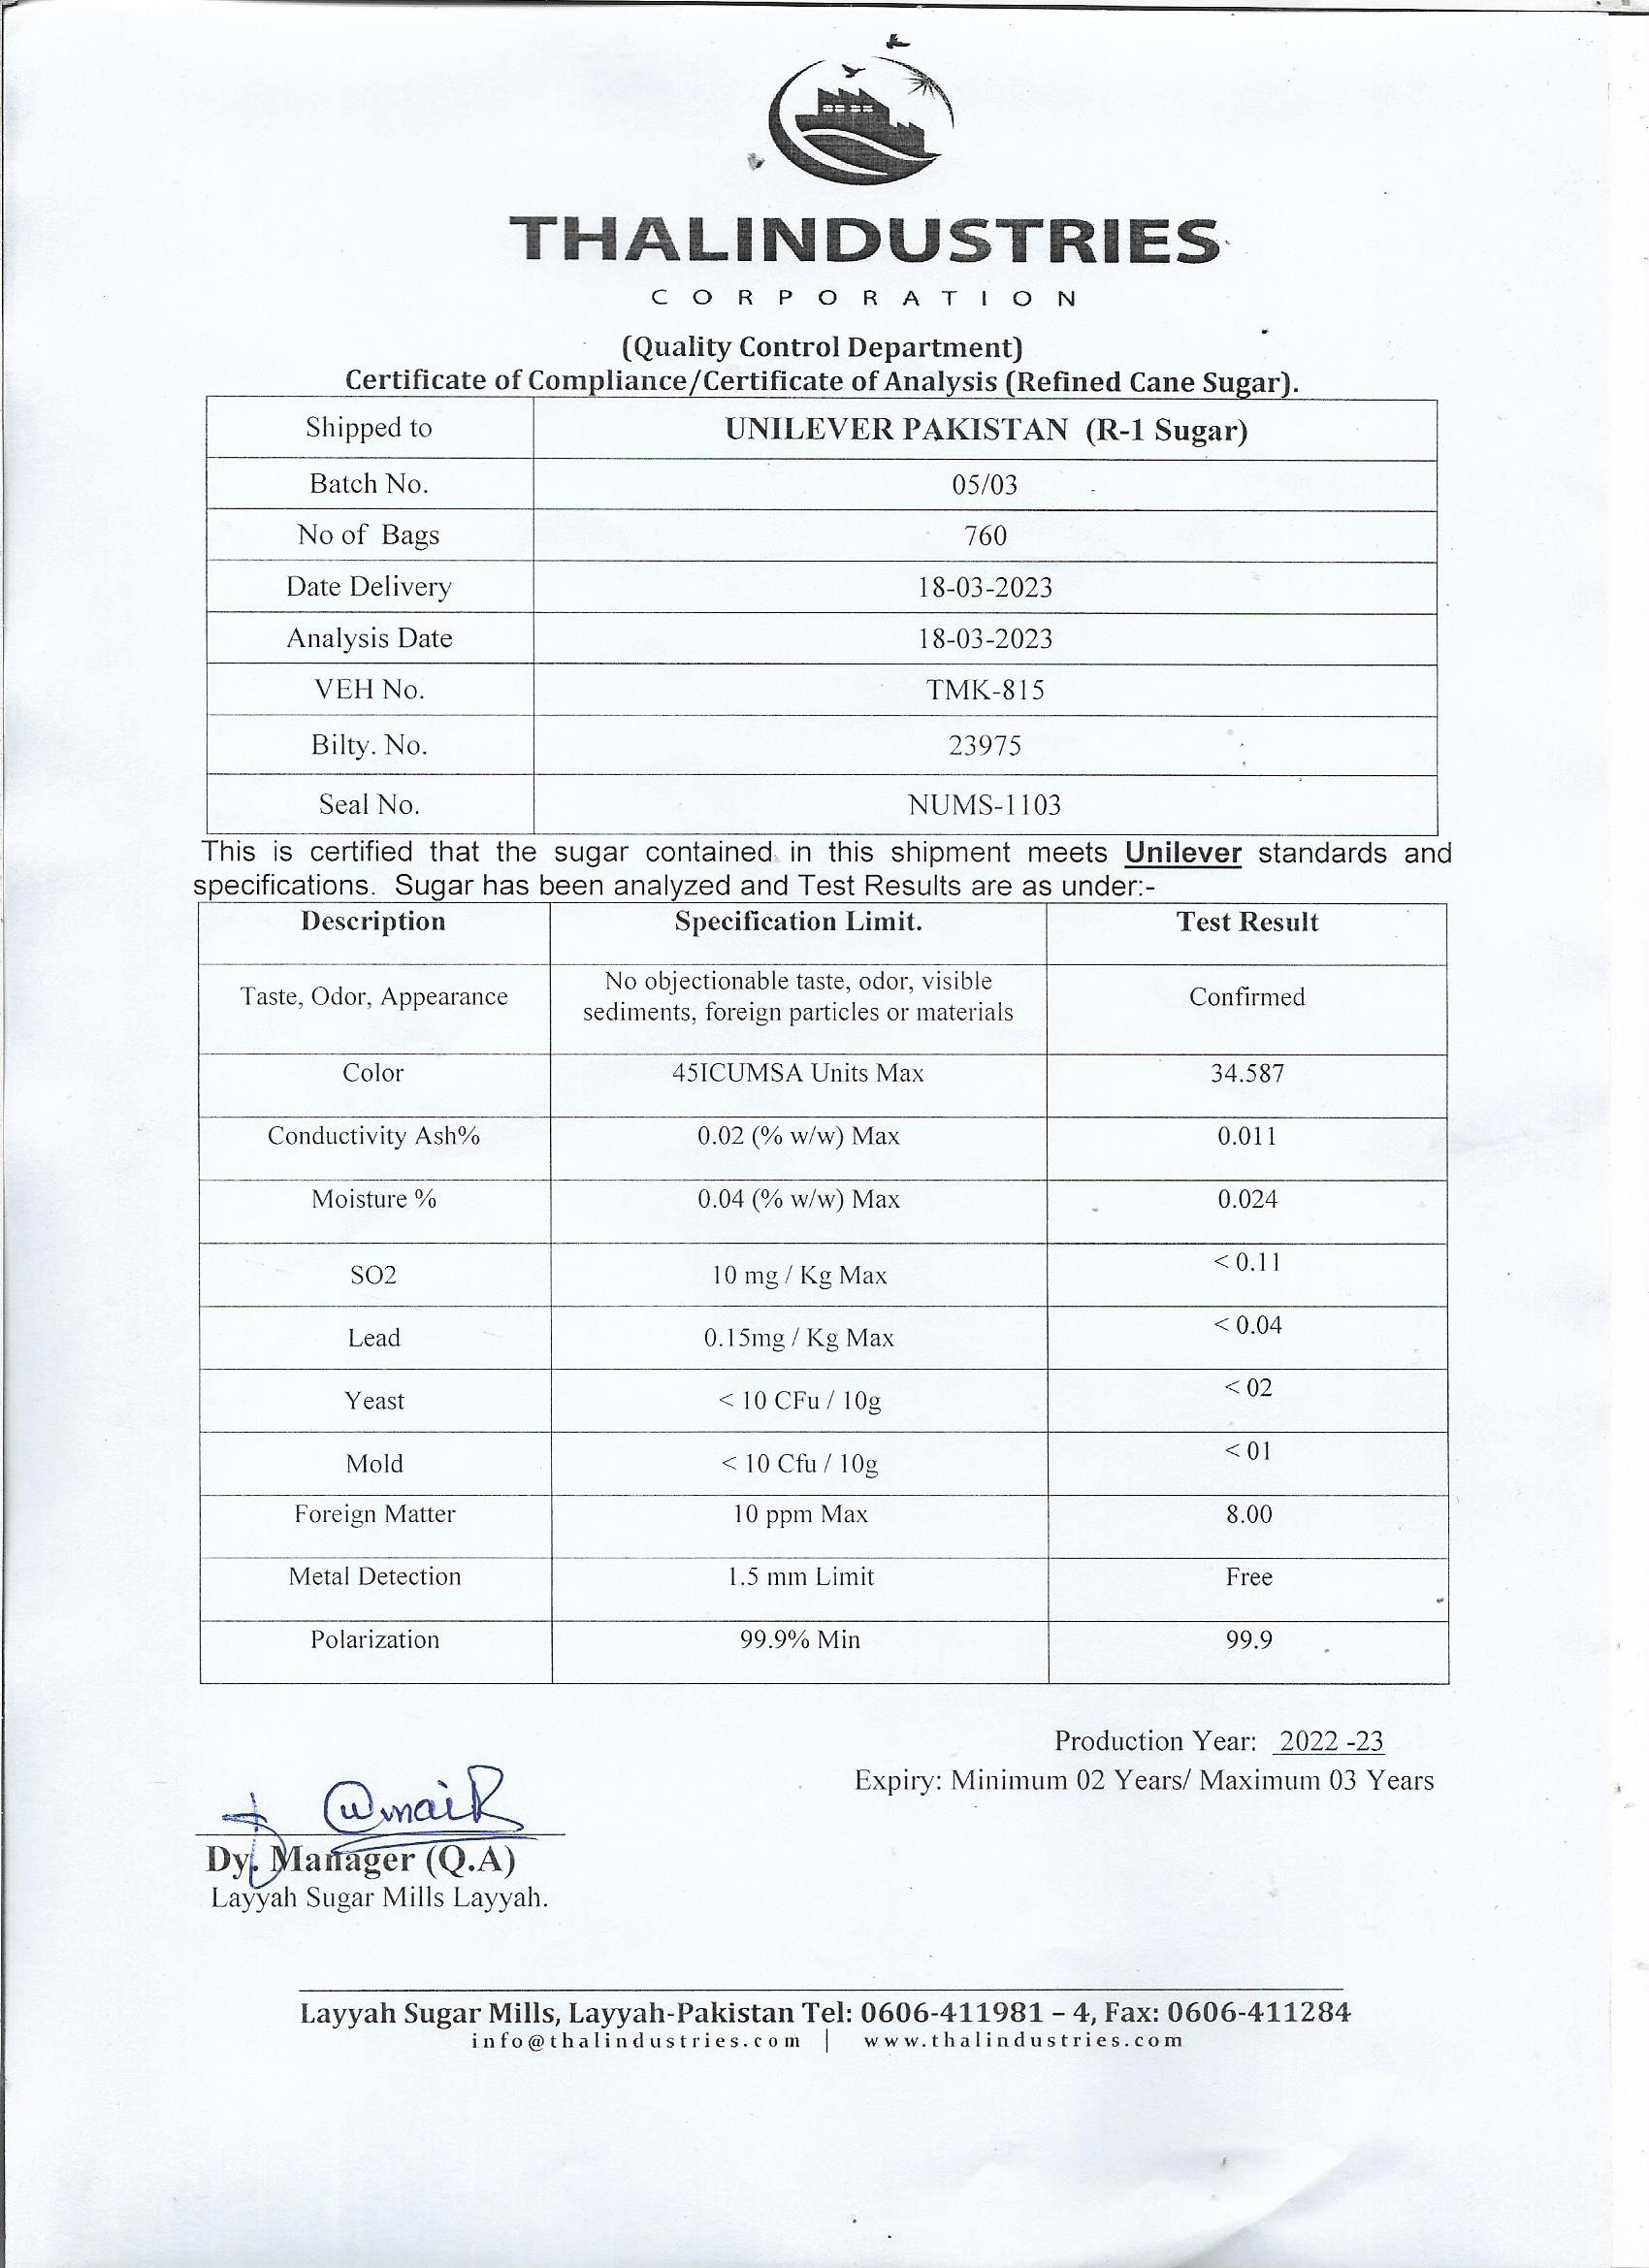 THALINDUSTRIES
CORPORATION
(Quality Control Department)
Certificate of Compliance/Certificate of Analysis (Refined Cane Sugar).
Shipped to UNILEVER PAKISTAN (R-1 Sugar)
Batch No. 05/03
No of Bags 760
Date Delivery 18-03-2023
Analysis Date 18-03-2023
VEH No. TMK-815
Bilty. No. 23975
Seal No. NUMS-1103
This is certified that the sugar contained in this shipment meets Unilever standards and
specifications. Sugar has been analyzed and Test Results are as under:-
Description Specification Limit. Test Result
Taste, Odor, Appearance No objectionable taste, odor, visible
sediments, foreign particles or materials Confirmed
Color 45ICUMSA Units Max 34.587
Conductivity Ash% 0.02 (% w/w) Max 0.011
Moisture % 0.04 (% w/w) Max 0.024
SO2 10 mg / Kg Max < 0.11
Lead 0.15mg / Kg Max < 0.04
Yeast < 10 CFu / 10g < 02
Mold < 10 Cfu / 10g < 01
Foreign Matter 10 ppm Max 8.00
Metal Detection 1.5 mm Limit Free
Polarization 99.9% Min 99.9
Production Year: 2022 -23
Expiry: Minimum 02 Years/ Maximum 03 Years
Dy. Manager (Q.A)
Layyah Sugar Mills Layyah.
Layyah Sugar Mills, Layyah-Pakistan Tel: 0606-411981 – 4, Fax: 0606-411284
info@thalindustries.com | www.thalindustries.com